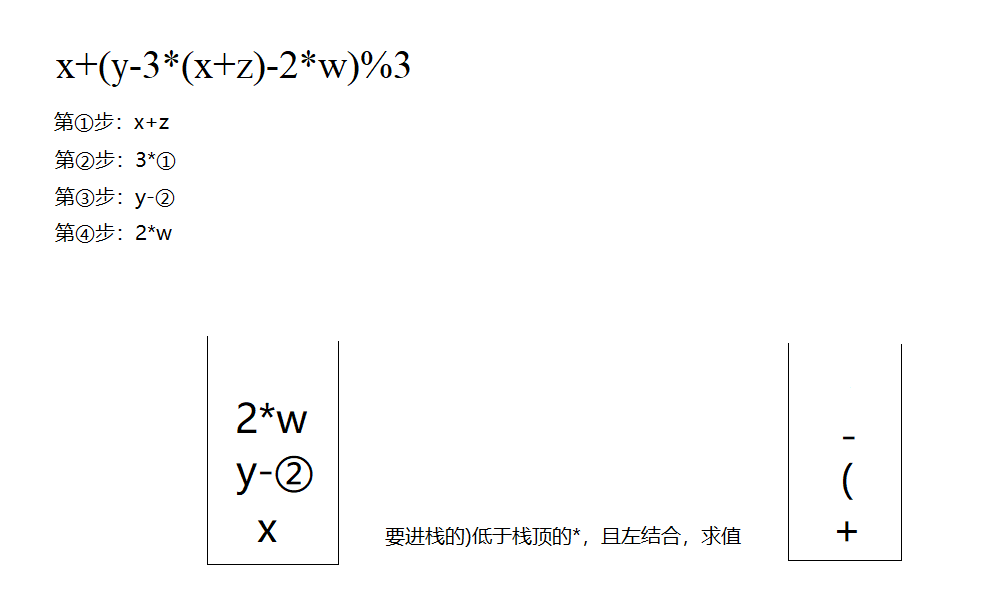 x+(y-3*(x+z)-2*w)%3
第①步：x+z
第②步：3*①
第③步：y-②
第④步：2*w
2*w
y-②
x
要进栈的)低于栈顶的*，且左结合，求值
-
(
+